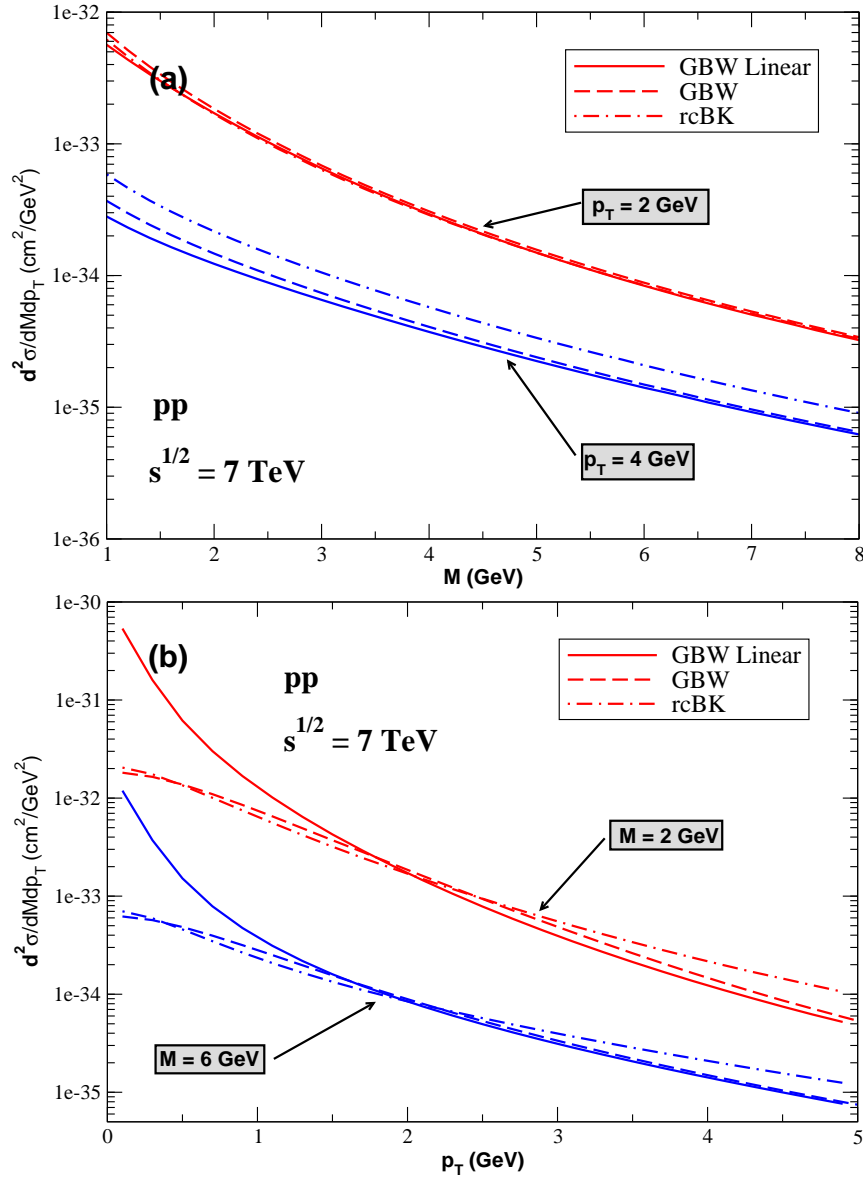 1e-32
(a)
GBW Linear
GBW
rcBK
1e-33
p_T = 2 GeV
d²σ/dMdp_T (cm²/GeV²)
1e-34
1e-35
pp
p_T = 4 GeV
s^1/2 = 7 TeV
1e-36
1 2 3 4 5 6 7 8
M (GeV)
1e-30
(b)
GBW Linear
GBW
rcBK
pp
1e-31
s^1/2 = 7 TeV
1e-32
M = 2 GeV
d²σ/dMdp_T (cm²/GeV²)
1e-33
1e-34
M = 6 GeV
1e-35
0 1 2 3 4 5
p_T (GeV)